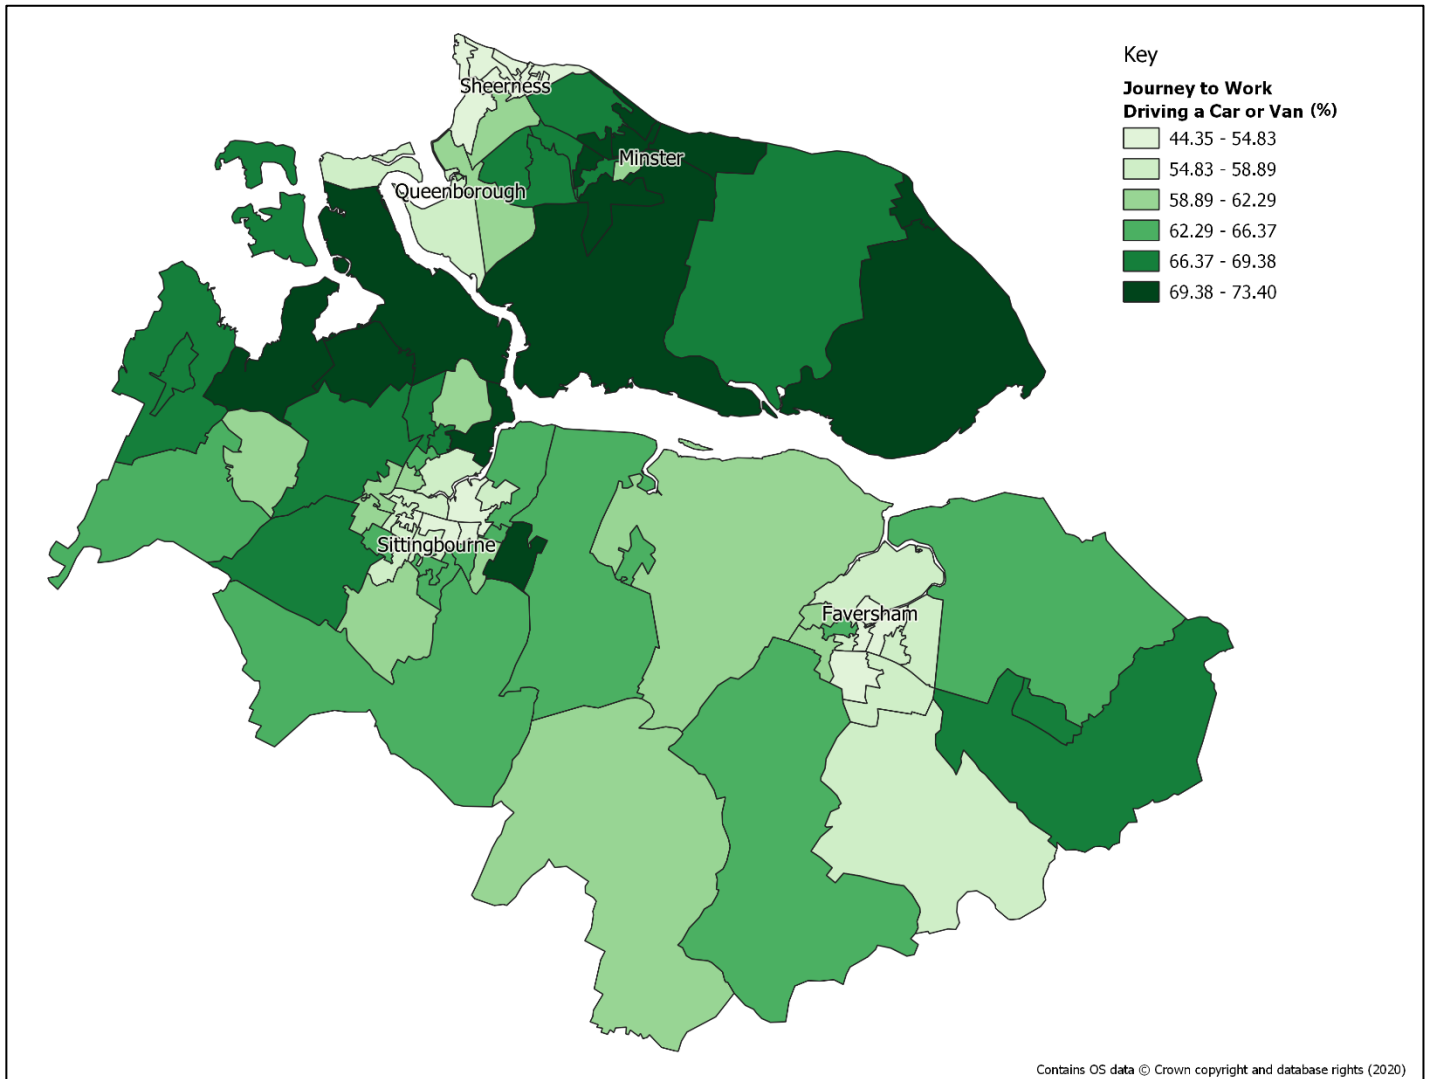 Key
Journey to Work
Driving a Car or Van (%)
44.35 - 54.83
54.83 - 58.89
58.89 - 62.29
62.29 - 66.37
66.37 - 69.38
69.38 - 73.40
Sheerness
Minster
Queenborough
Sittingbourne
Faversham
Contains OS data © Crown copyright and database rights (2020)